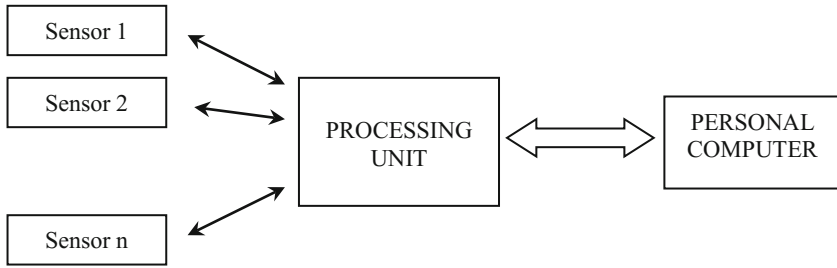 Sensor 1
Sensor 2
Sensor n
PROCESSING
UNIT
PERSONAL
COMPUTER